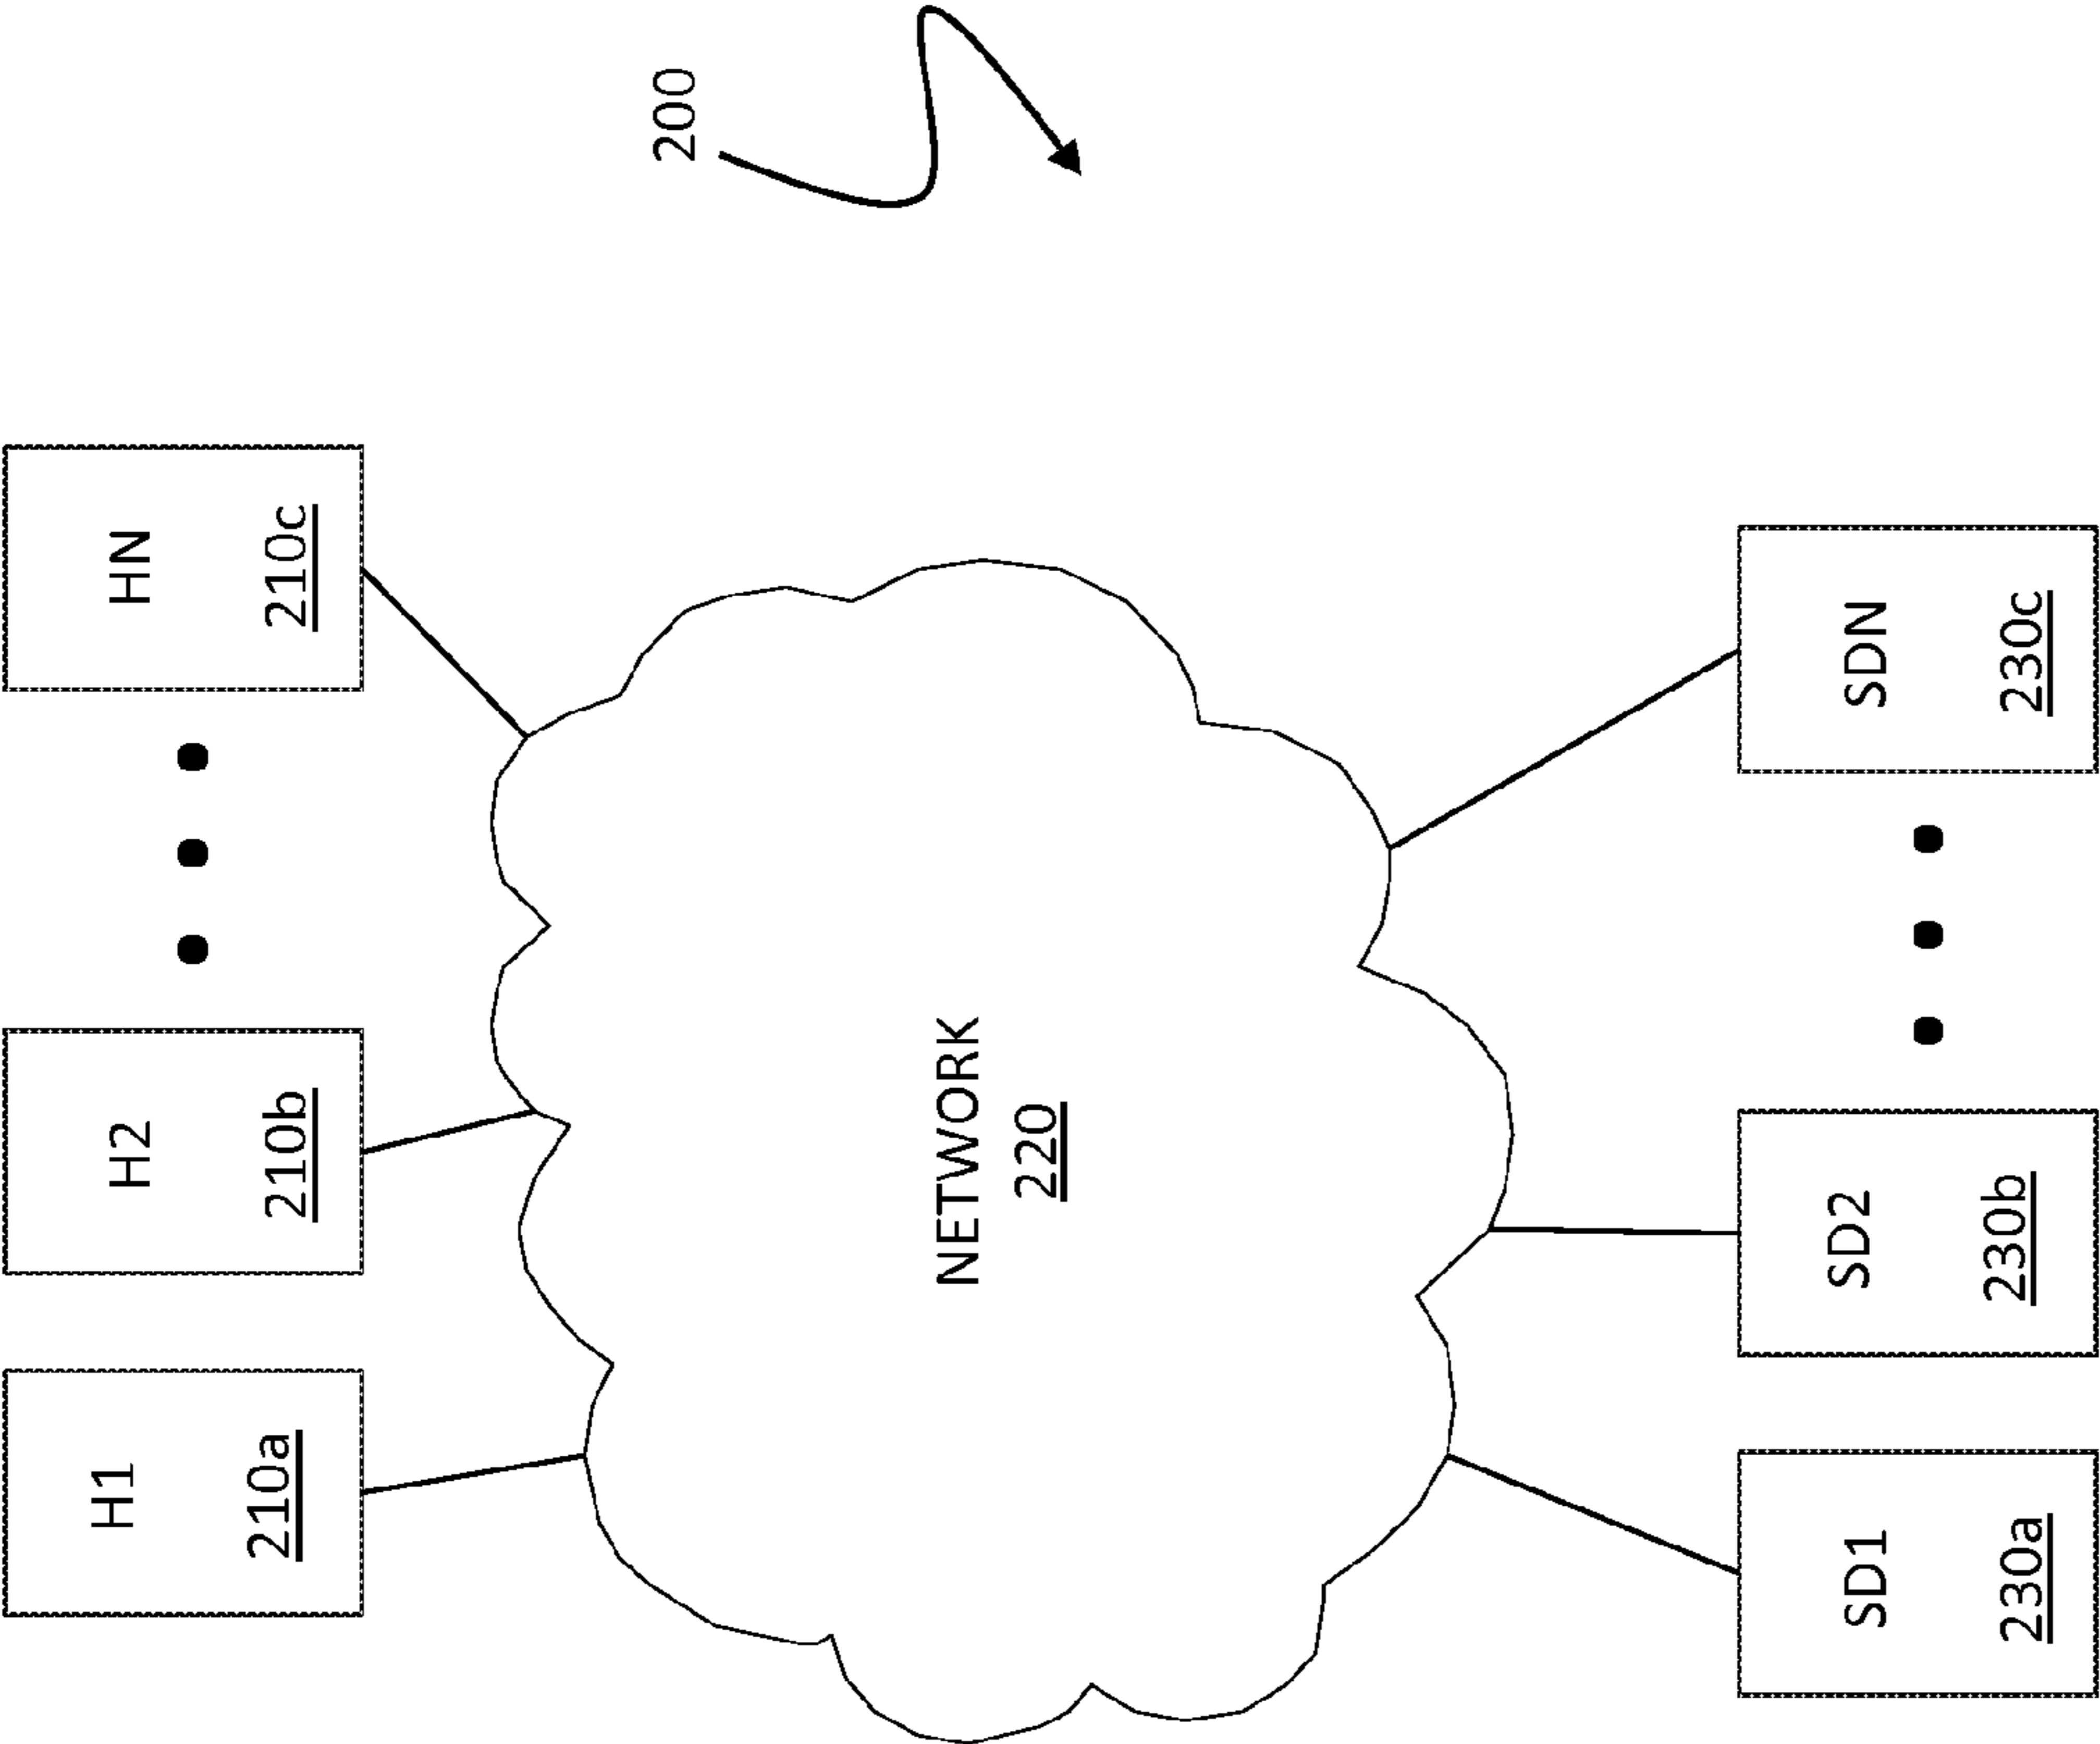 H1
210a
H2
210b
HN
210c
200
NETWORK
220
SD1
230a
SD2
230b
SDN
230c